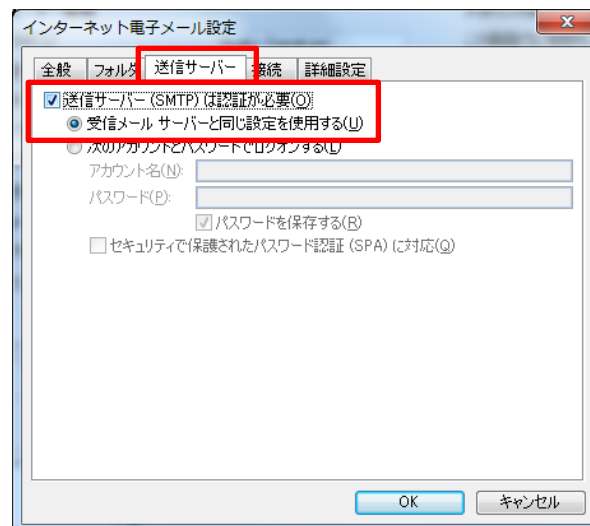 インターネット電子メール設定
全般 フォルダ 送信サーバー 接続 詳細設定
送信サーバー (SMTP) は認証が必要(O)
受信メール サーバーと同じ設定を使用する(U)
次のアカウントとパスワードでログオンする(L)
アカウント名(N):
パスワード(P):
パスワードを保存する(R)
セキュリティで保護されたパスワード認証 (SPA) に対応(Q)
OK キャンセル